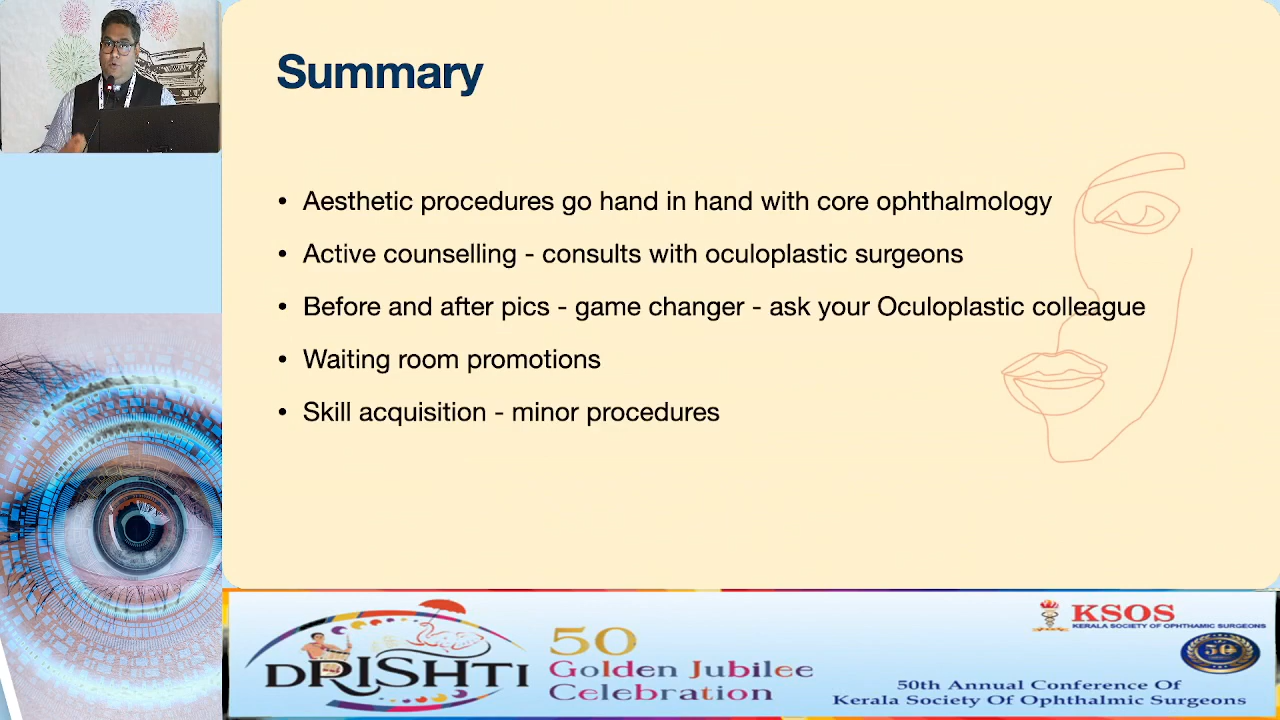 Summary
• Aesthetic procedures go hand in hand with core ophthalmology
• Active counselling - consults with oculoplastic surgeons
• Before and after pics - game changer - ask your Oculoplastic colleague
• Waiting room promotions
• Skill acquisition - minor procedures
DRISHTI
50
Golden Jubilee
Celebration
KSOS
KERALA SOCIETY OF OPHTHAMIC SURGEONS
50
50th Annual Conference Of
Kerala Society Of Ophthalmic Surgeons